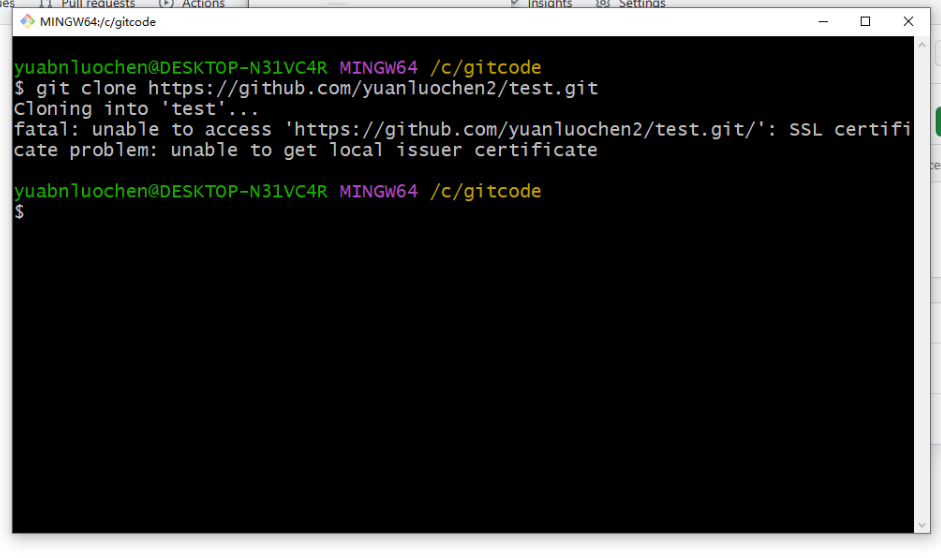 Pull requests Actions Insights Settings
MINGW64:/c/gitcode
yuabnluochen@DESKTOP-N31VC4R MINGW64 /c/gitcode
$ git clone https://github.com/yuanluochen2/test.git
Cloning into 'test'...
fatal: unable to access 'https://github.com/yuanluochen2/test.git/': SSL certifi
cate problem: unable to get local issuer certificate
yuabnluochen@DESKTOP-N31VC4R MINGW64 /c/gitcode
$